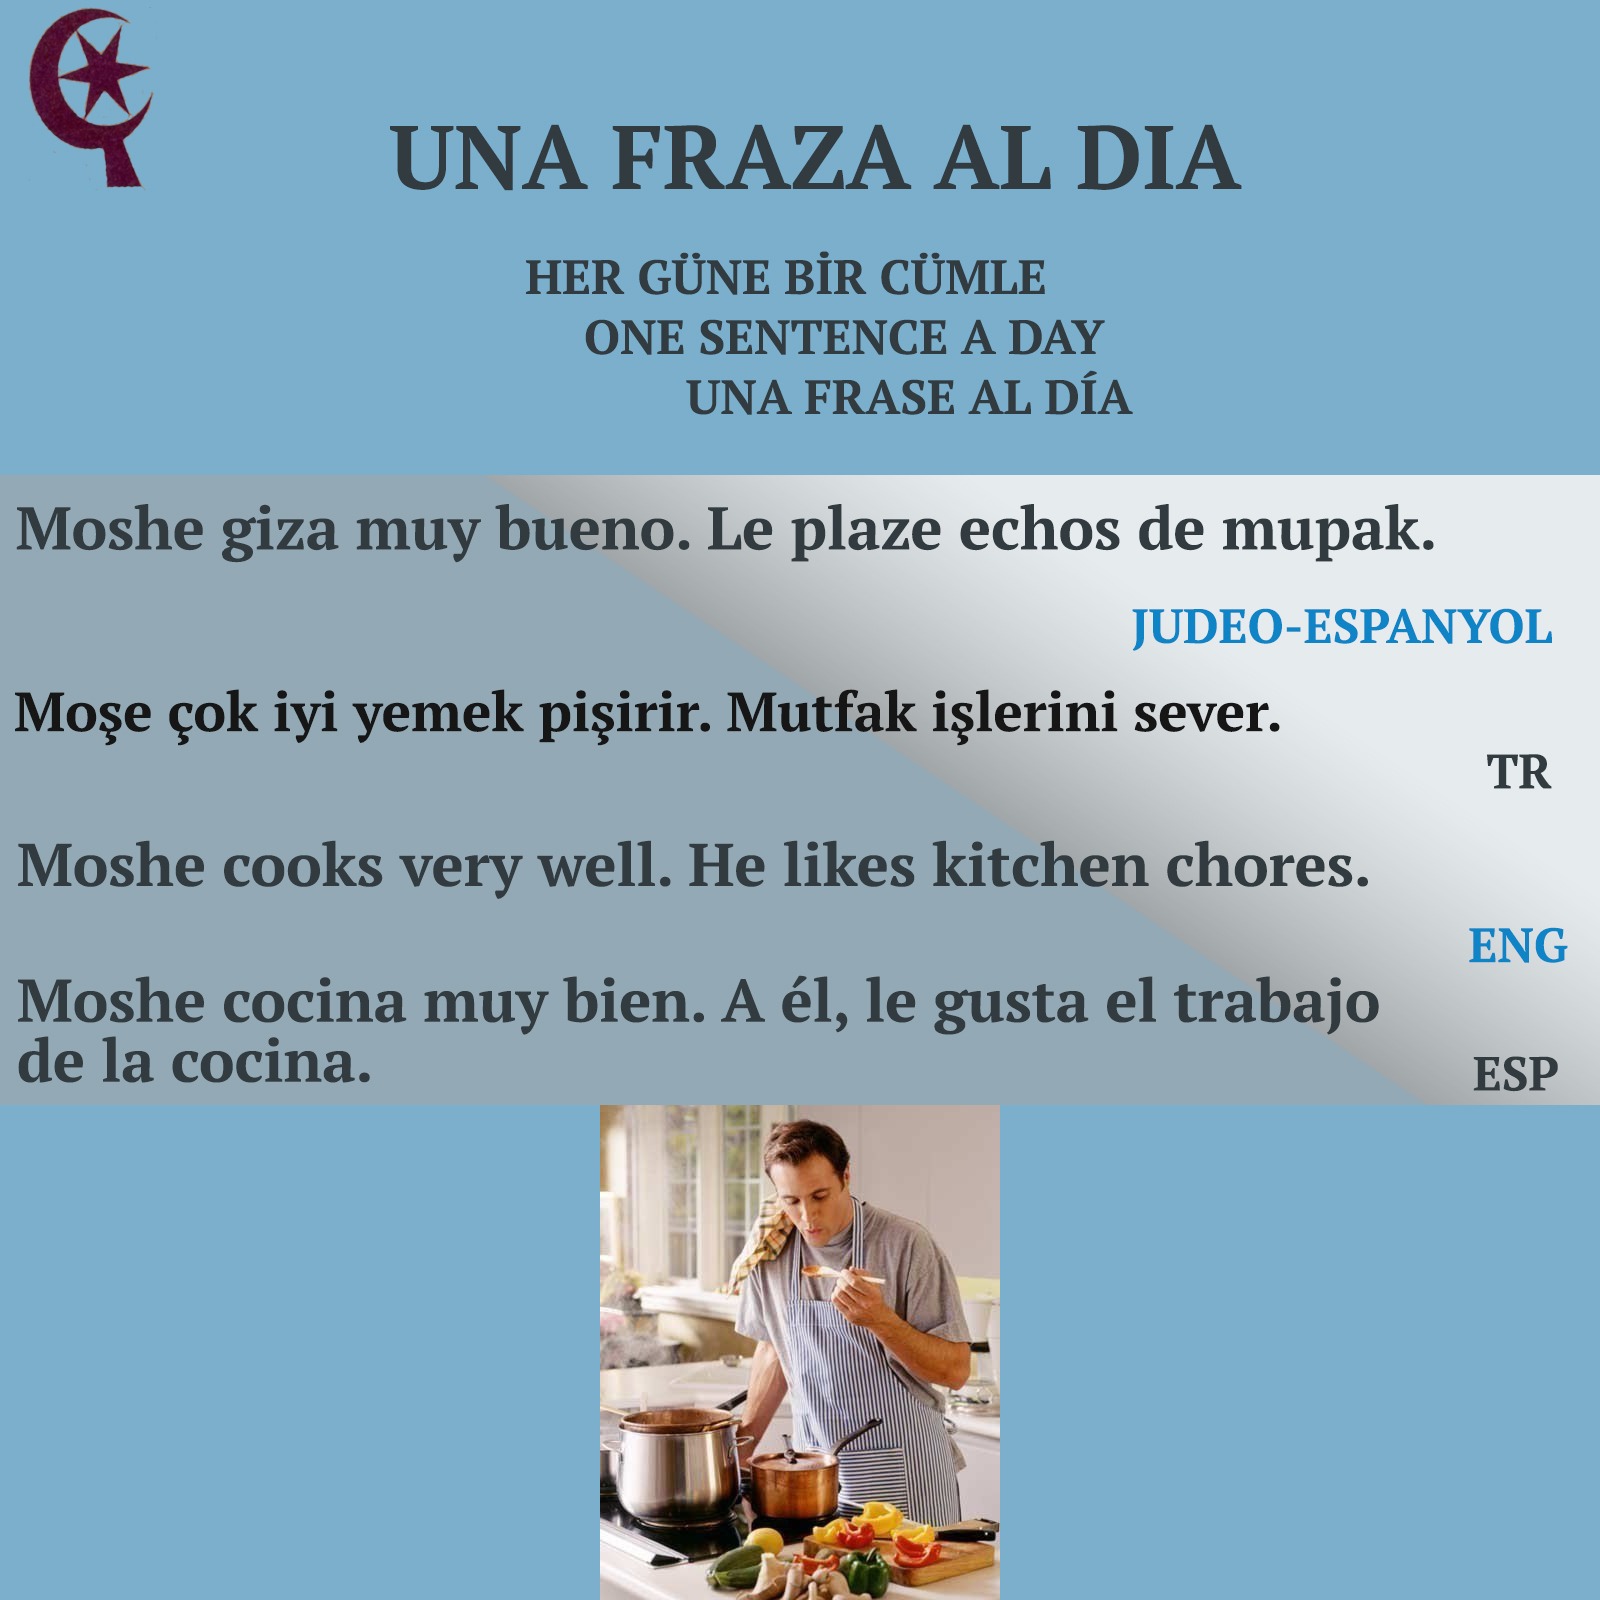 UNA FRAZA AL DIA
HER GÜNE BİR CÜMLE
ONE SENTENCE A DAY
UNA FRASE AL DÍA
Moshe giza muy bueno. Le plaze echos de mupak.
JUDEO-ESPANYOL
Moşe çok iyi yemek pişirir. Mutfak işlerini sever.
TR
Moshe cooks very well. He likes kitchen chores.
ENG
Moshe cocina muy bien. A él, le gusta el trabajo
de la cocina.
ESP